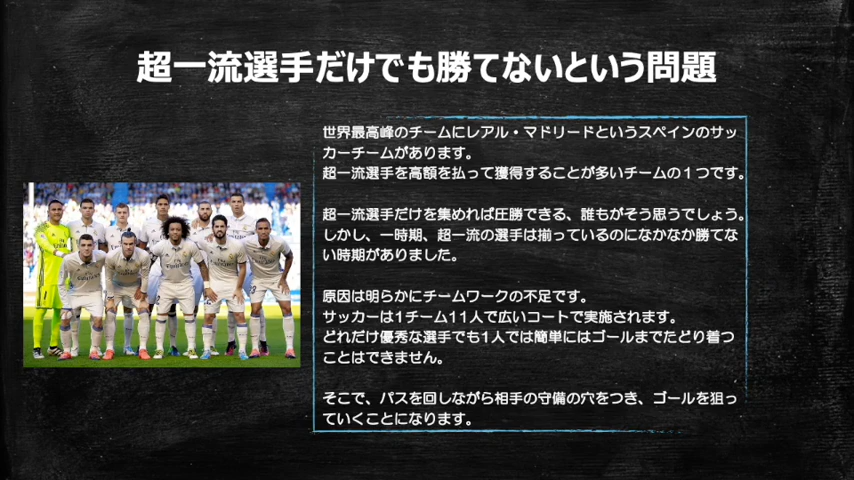 超一流選手だけでも勝てないという問題
世界最高峰のチームにレアル・マドリードというスペインのサッ
カーチームがあります。
超一流選手を高額を払って獲得することが多いチームの１つです。
超一流選手だけを集めれば圧勝できる、誰もがそう思うでしょう。
しかし、一時期、超一流の選手は揃っているのになかなか勝てな
い時期がありました。
原因は明らかにチームワークの不足です。
サッカーは1チーム11人で広いコートで実施されます。
どれだけ優秀な選手でも1人では簡単にはゴールまでたどり着つ
ことはできません。
そこで、パスを回しながら相手の守備の穴をつき、ゴールを狙っ
ていくことになります。